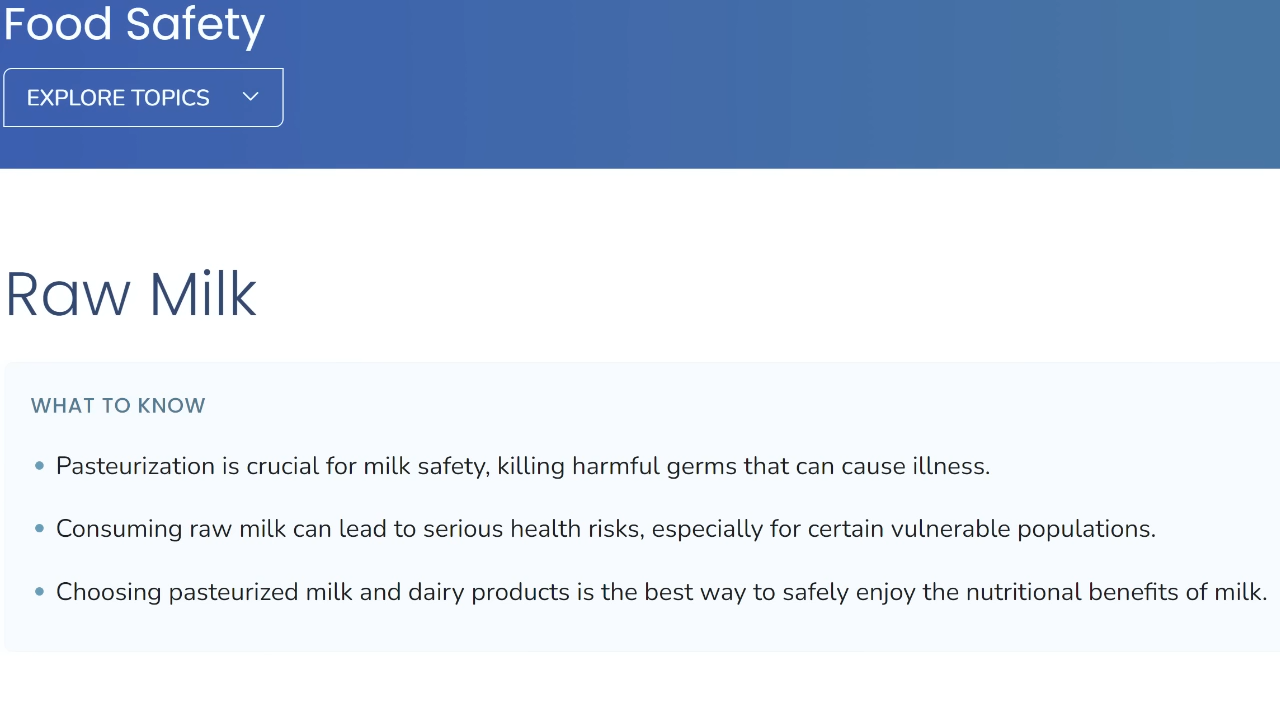 Food Safety
EXPLORE TOPICS
Raw Milk
WHAT TO KNOW
Pasteurization is crucial for milk safety, killing harmful germs that can cause illness.
Consuming raw milk can lead to serious health risks, especially for certain vulnerable populations.
Choosing pasteurized milk and dairy products is the best way to safely enjoy the nutritional benefits of milk.